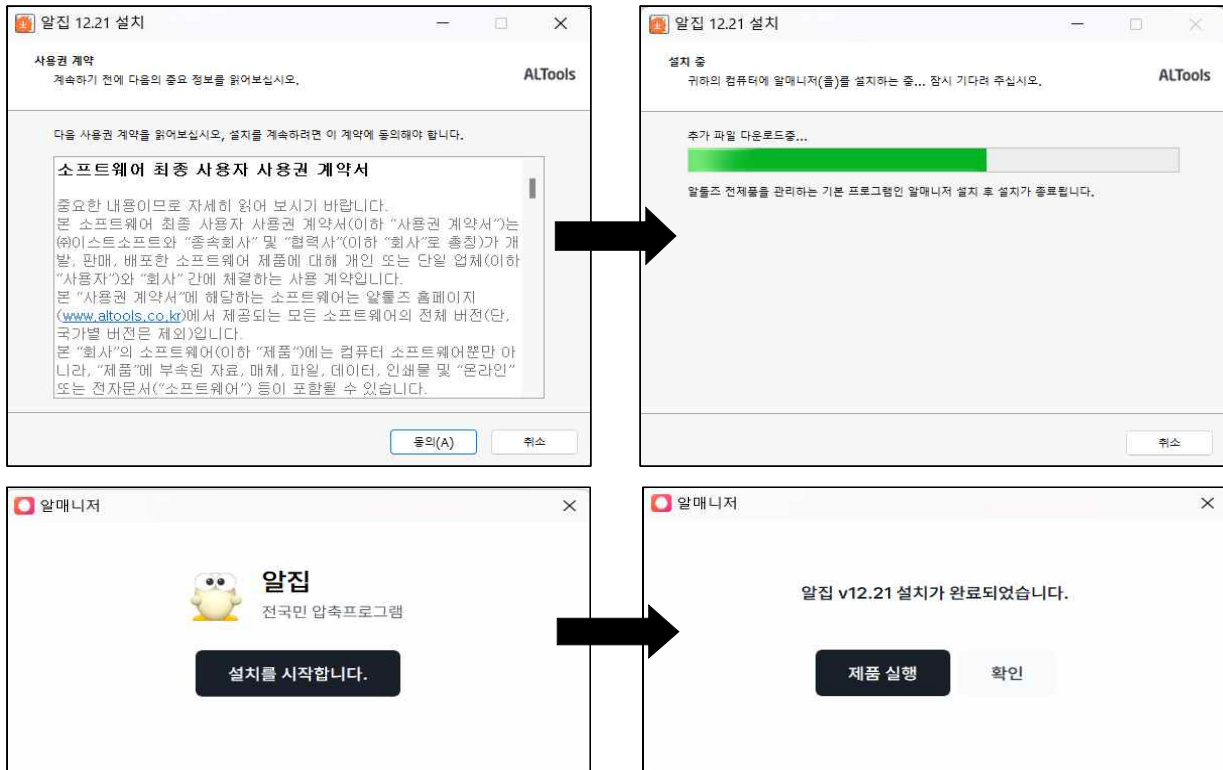 알집 12.21 설치
사용권 계약
계속하기 전에 다음의 중요 정보를 읽어보십시오.
ALTools
다음 사용권 계약을 읽어보십시오, 설치를 계속하려면 이 계약에 동의해야 합니다.
소프트웨어 최종 사용자 사용권 계약서
중요한 내용이므로 자세히 읽어 보시기 바랍니다.
본 소프트웨어 최종 사용자 사용권 계약서(이하 “사용권 계약서”)는
㈜이스트소프트와 “종속회사” 및 “협력사”(이하 “회사”로 총칭)가 개
발, 판매, 배포한 소프트웨어 제품에 대해 개인 또는 단일 업체(이하
“사용자”)와 “회사” 간에 체결하는 사용 계약입니다.
본 “사용권 계약서”에 해당하는 소프트웨어는 알툴즈 홈페이지
(www.altools.co.kr)에서 제공되는 모든 소프트웨어의 전체 버전(단,
국가별 버전은 제외)입니다.
본 “회사”의 소프트웨어(이하 “제품”)에는 컴퓨터 소프트웨어뿐만 아
니라, “제품”에 부속된 자료, 매체, 파일, 데이터, 인쇄물 및 “온라인”
또는 전자문서(“소프트웨어”) 등이 포함될 수 있습니다.
동의(A)
취소
알집 12.21 설치
설치 중
귀하의 컴퓨터에 알매니저(을)를 설치하는 중... 잠시 기다려 주십시오.
ALTools
추가 파일 다운로드중...
알툴즈 전제품을 관리하는 기본 프로그램인 알매니저 설치 후 설치가 종료됩니다.
취소
알매니저
알집
전국민 압축프로그램
설치를 시작합니다.
알매니저
알집 v12.21 설치가 완료되었습니다.
제품 실행
확인